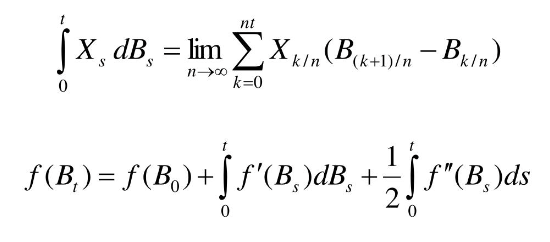 ∫₀ᵗ X_s dB_s = lim_{n→∞} ∑_{k=0}^{nt} X_{k/n} (B_{(k+1)/n} − B_{k/n})
f(B_t) = f(B_0) + ∫₀ᵗ f′(B_s)dB_s + 1/2 ∫₀ᵗ f″(B_s)ds